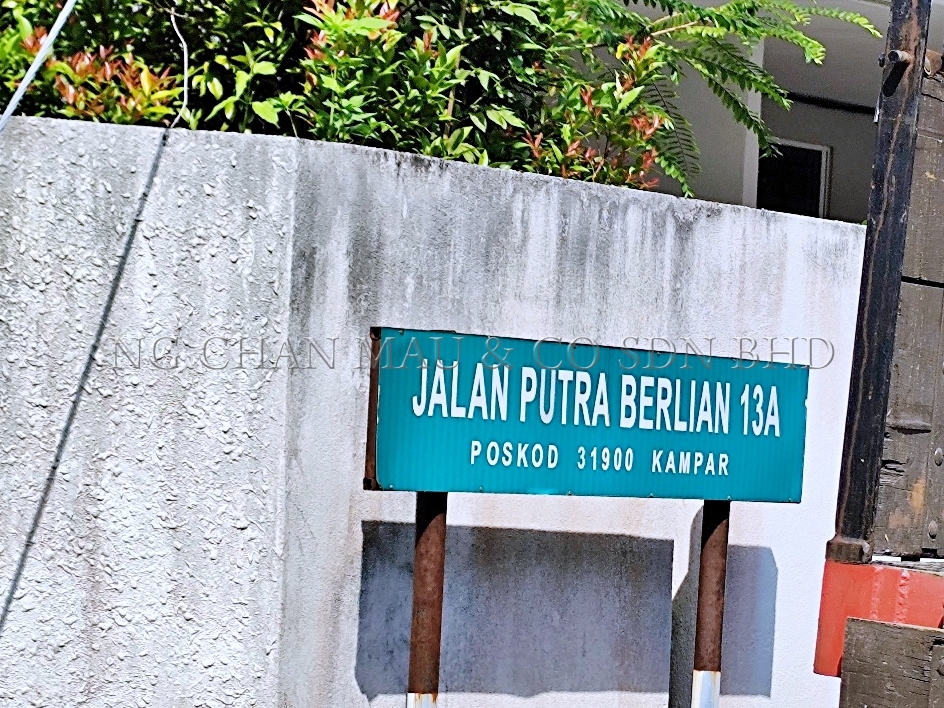 NG CHAN MAU & CO SDN BHD
JALAN PUTRA BERLIAN 13A
POSKOD 31900 KAMPAR